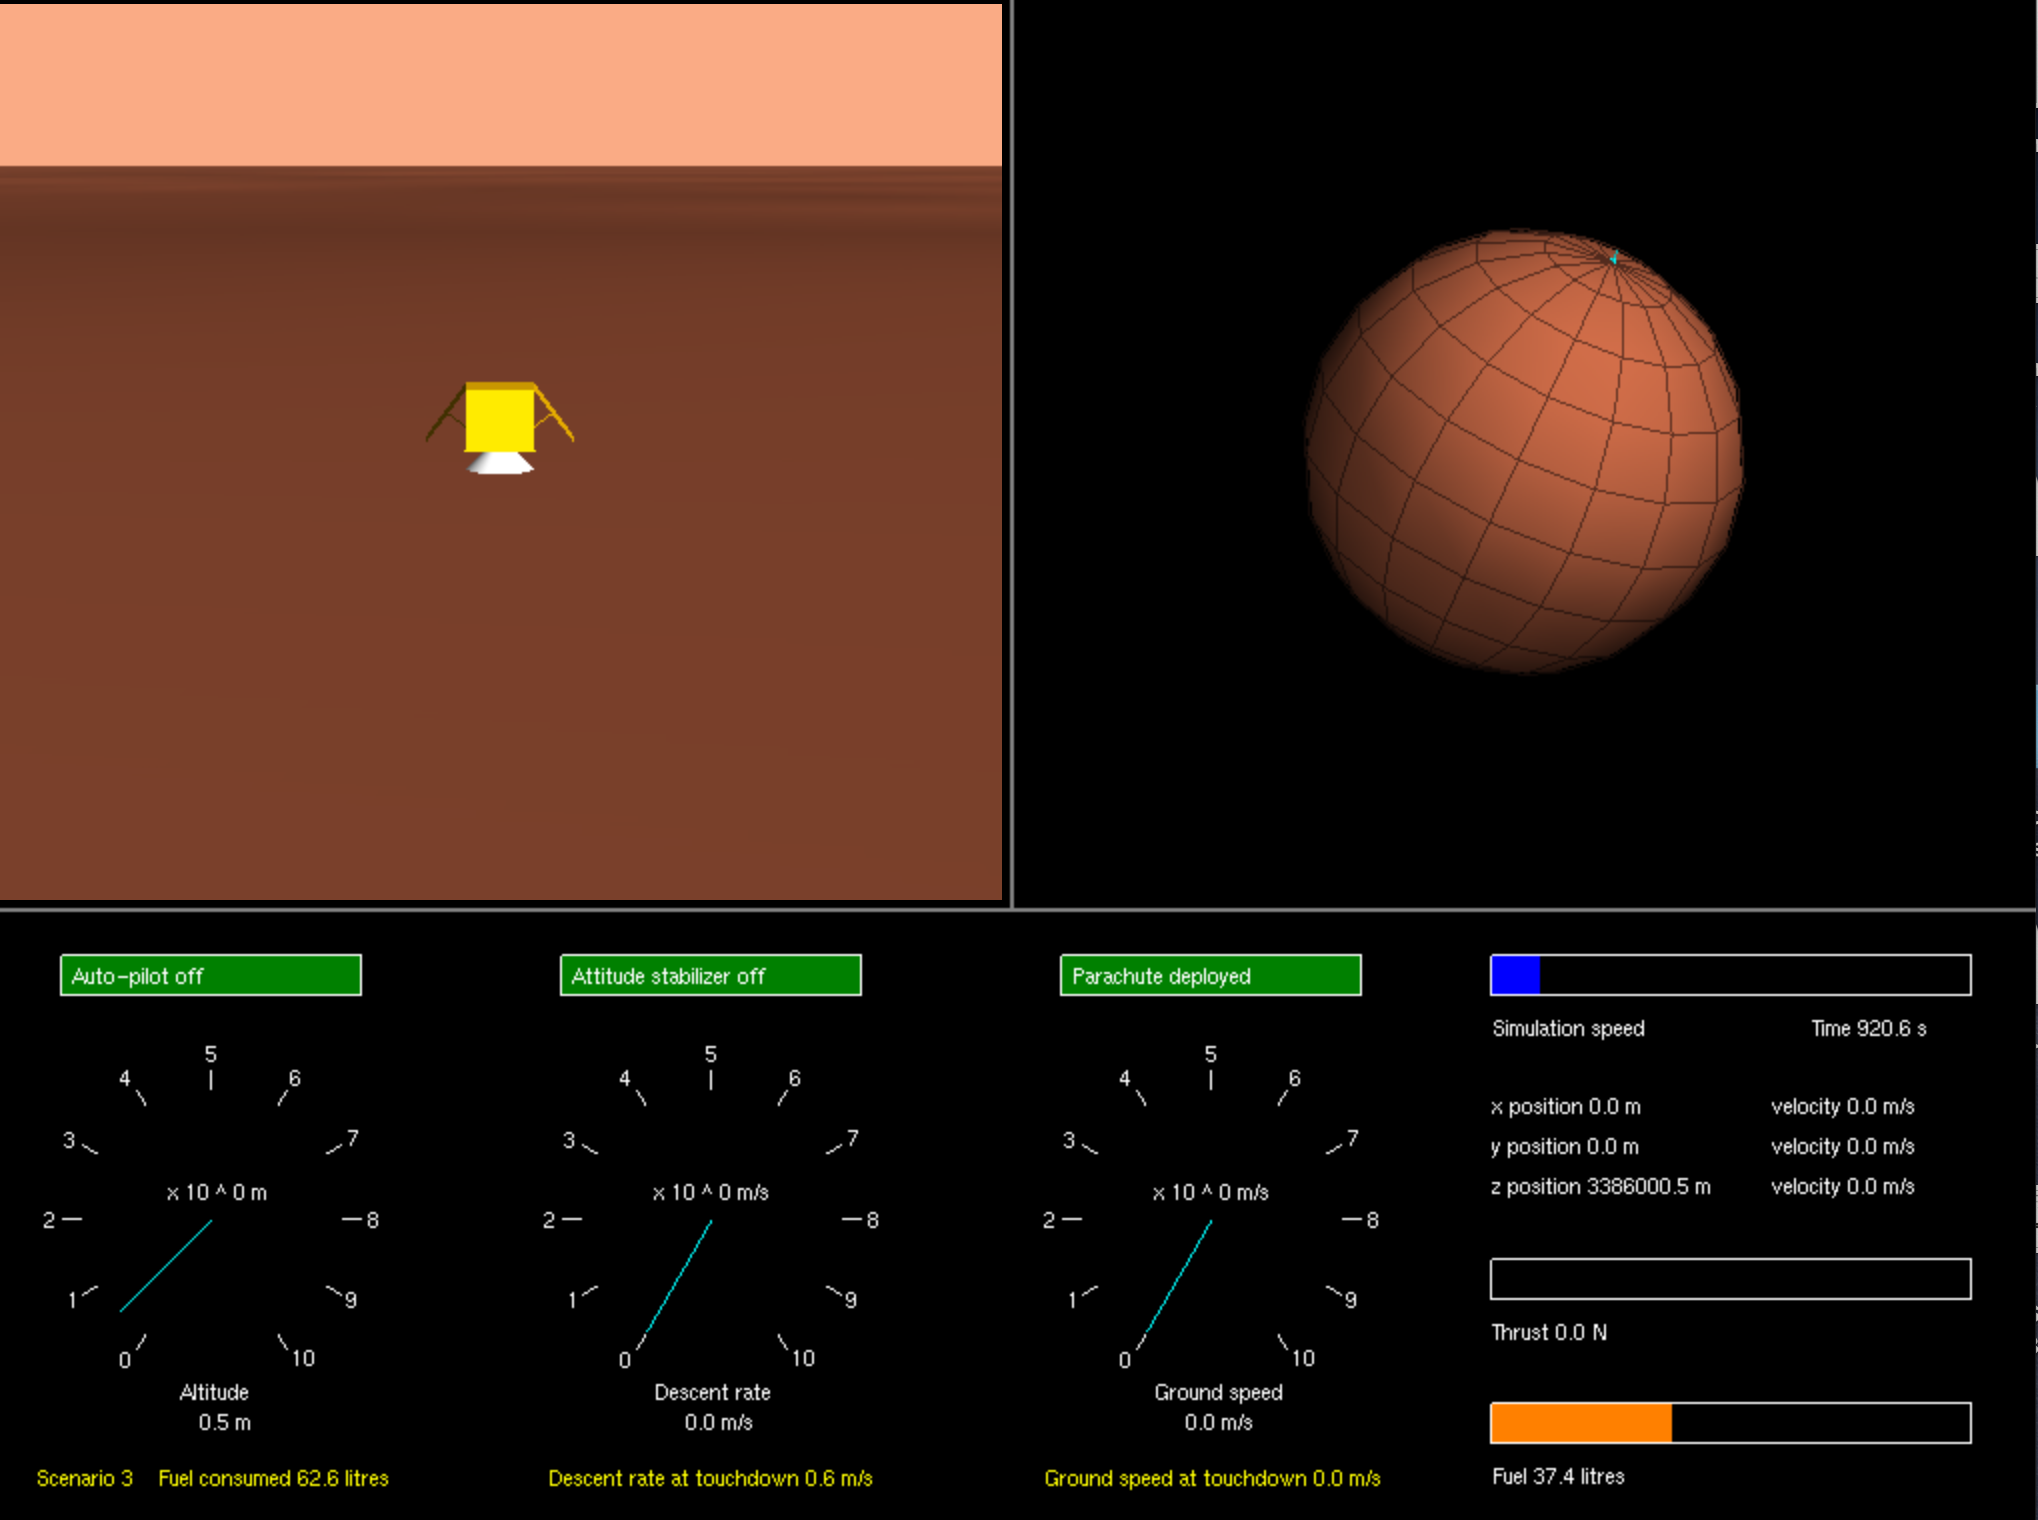 Auto-pilot off
Attitude stabilizer off
Parachute deployed
Simulation speed
Time 920.6 s
5
4
6
3
7
x 10 ^ 0 m
2
8
1
9
0
10
Altitude
0.5 m
5
4
6
3
7
x 10 ^ 0 m/s
2
8
1
9
0
10
Descent rate
0.0 m/s
5
4
6
3
7
x 10 ^ 0 m/s
2
8
1
9
0
10
Ground speed
0.0 m/s
x position 0.0 m velocity 0.0 m/s
y position 0.0 m velocity 0.0 m/s
z position 3386000.5 m velocity 0.0 m/s
Thrust 0.0 N
Fuel 37.4 litres
Scenario 3 Fuel consumed 62.6 litres
Descent rate at touchdown 0.6 m/s
Ground speed at touchdown 0.0 m/s